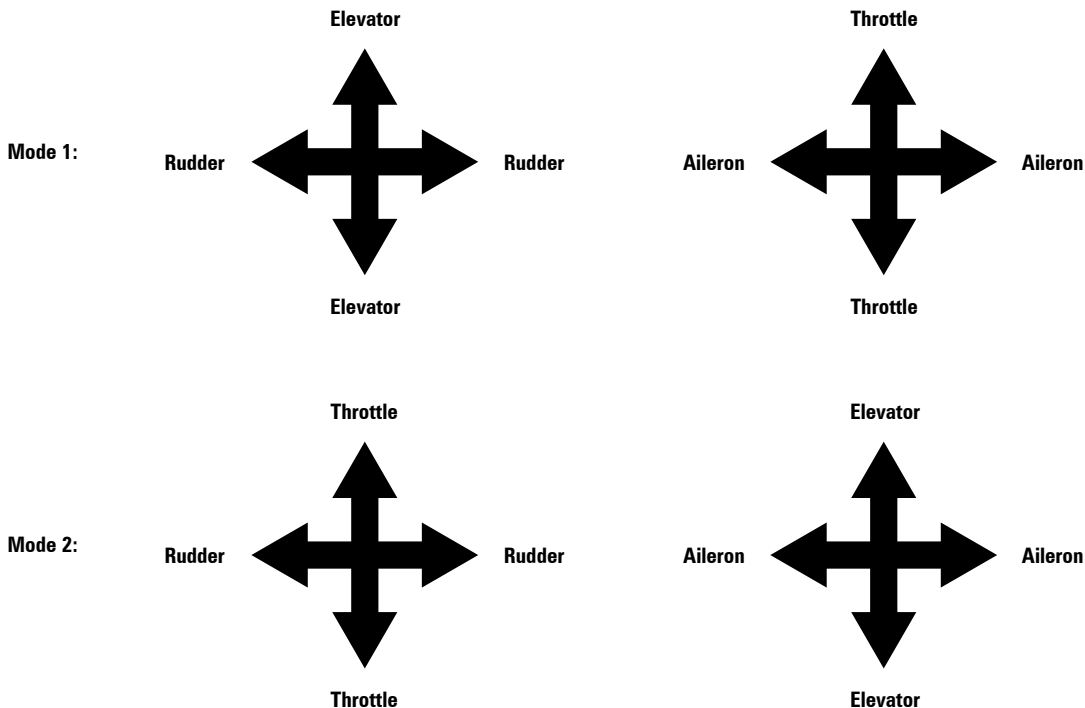 Elevator Throttle
Mode 1: Rudder Rudder Aileron Aileron
Elevator Throttle
Throttle Elevator
Mode 2: Rudder Rudder Aileron Aileron
Throttle Elevator